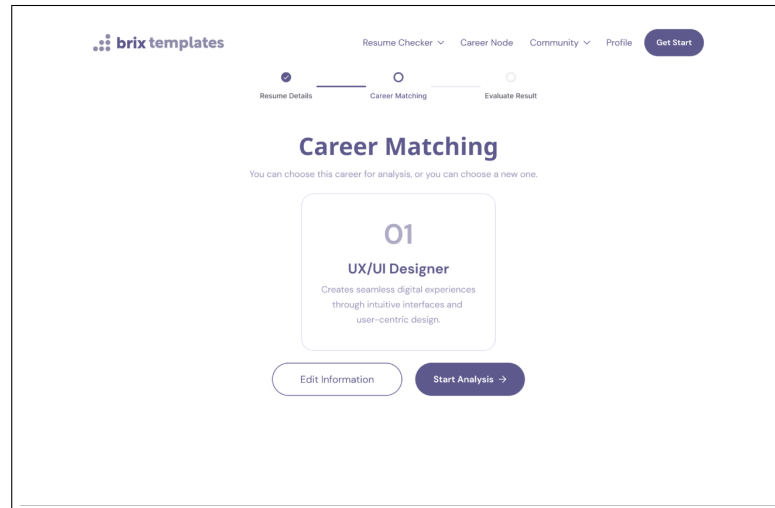 brix templates
Resume Checker Career Node Community Profile Get Start
Resume Details Career Matching Evaluate Result
Career Matching
You can choose this career for analysis, or you can choose a new one.
01
UX/UI Designer
Creates seamless digital experiences
through intuitive interfaces and
user-centric design.
Edit Information Start Analysis →